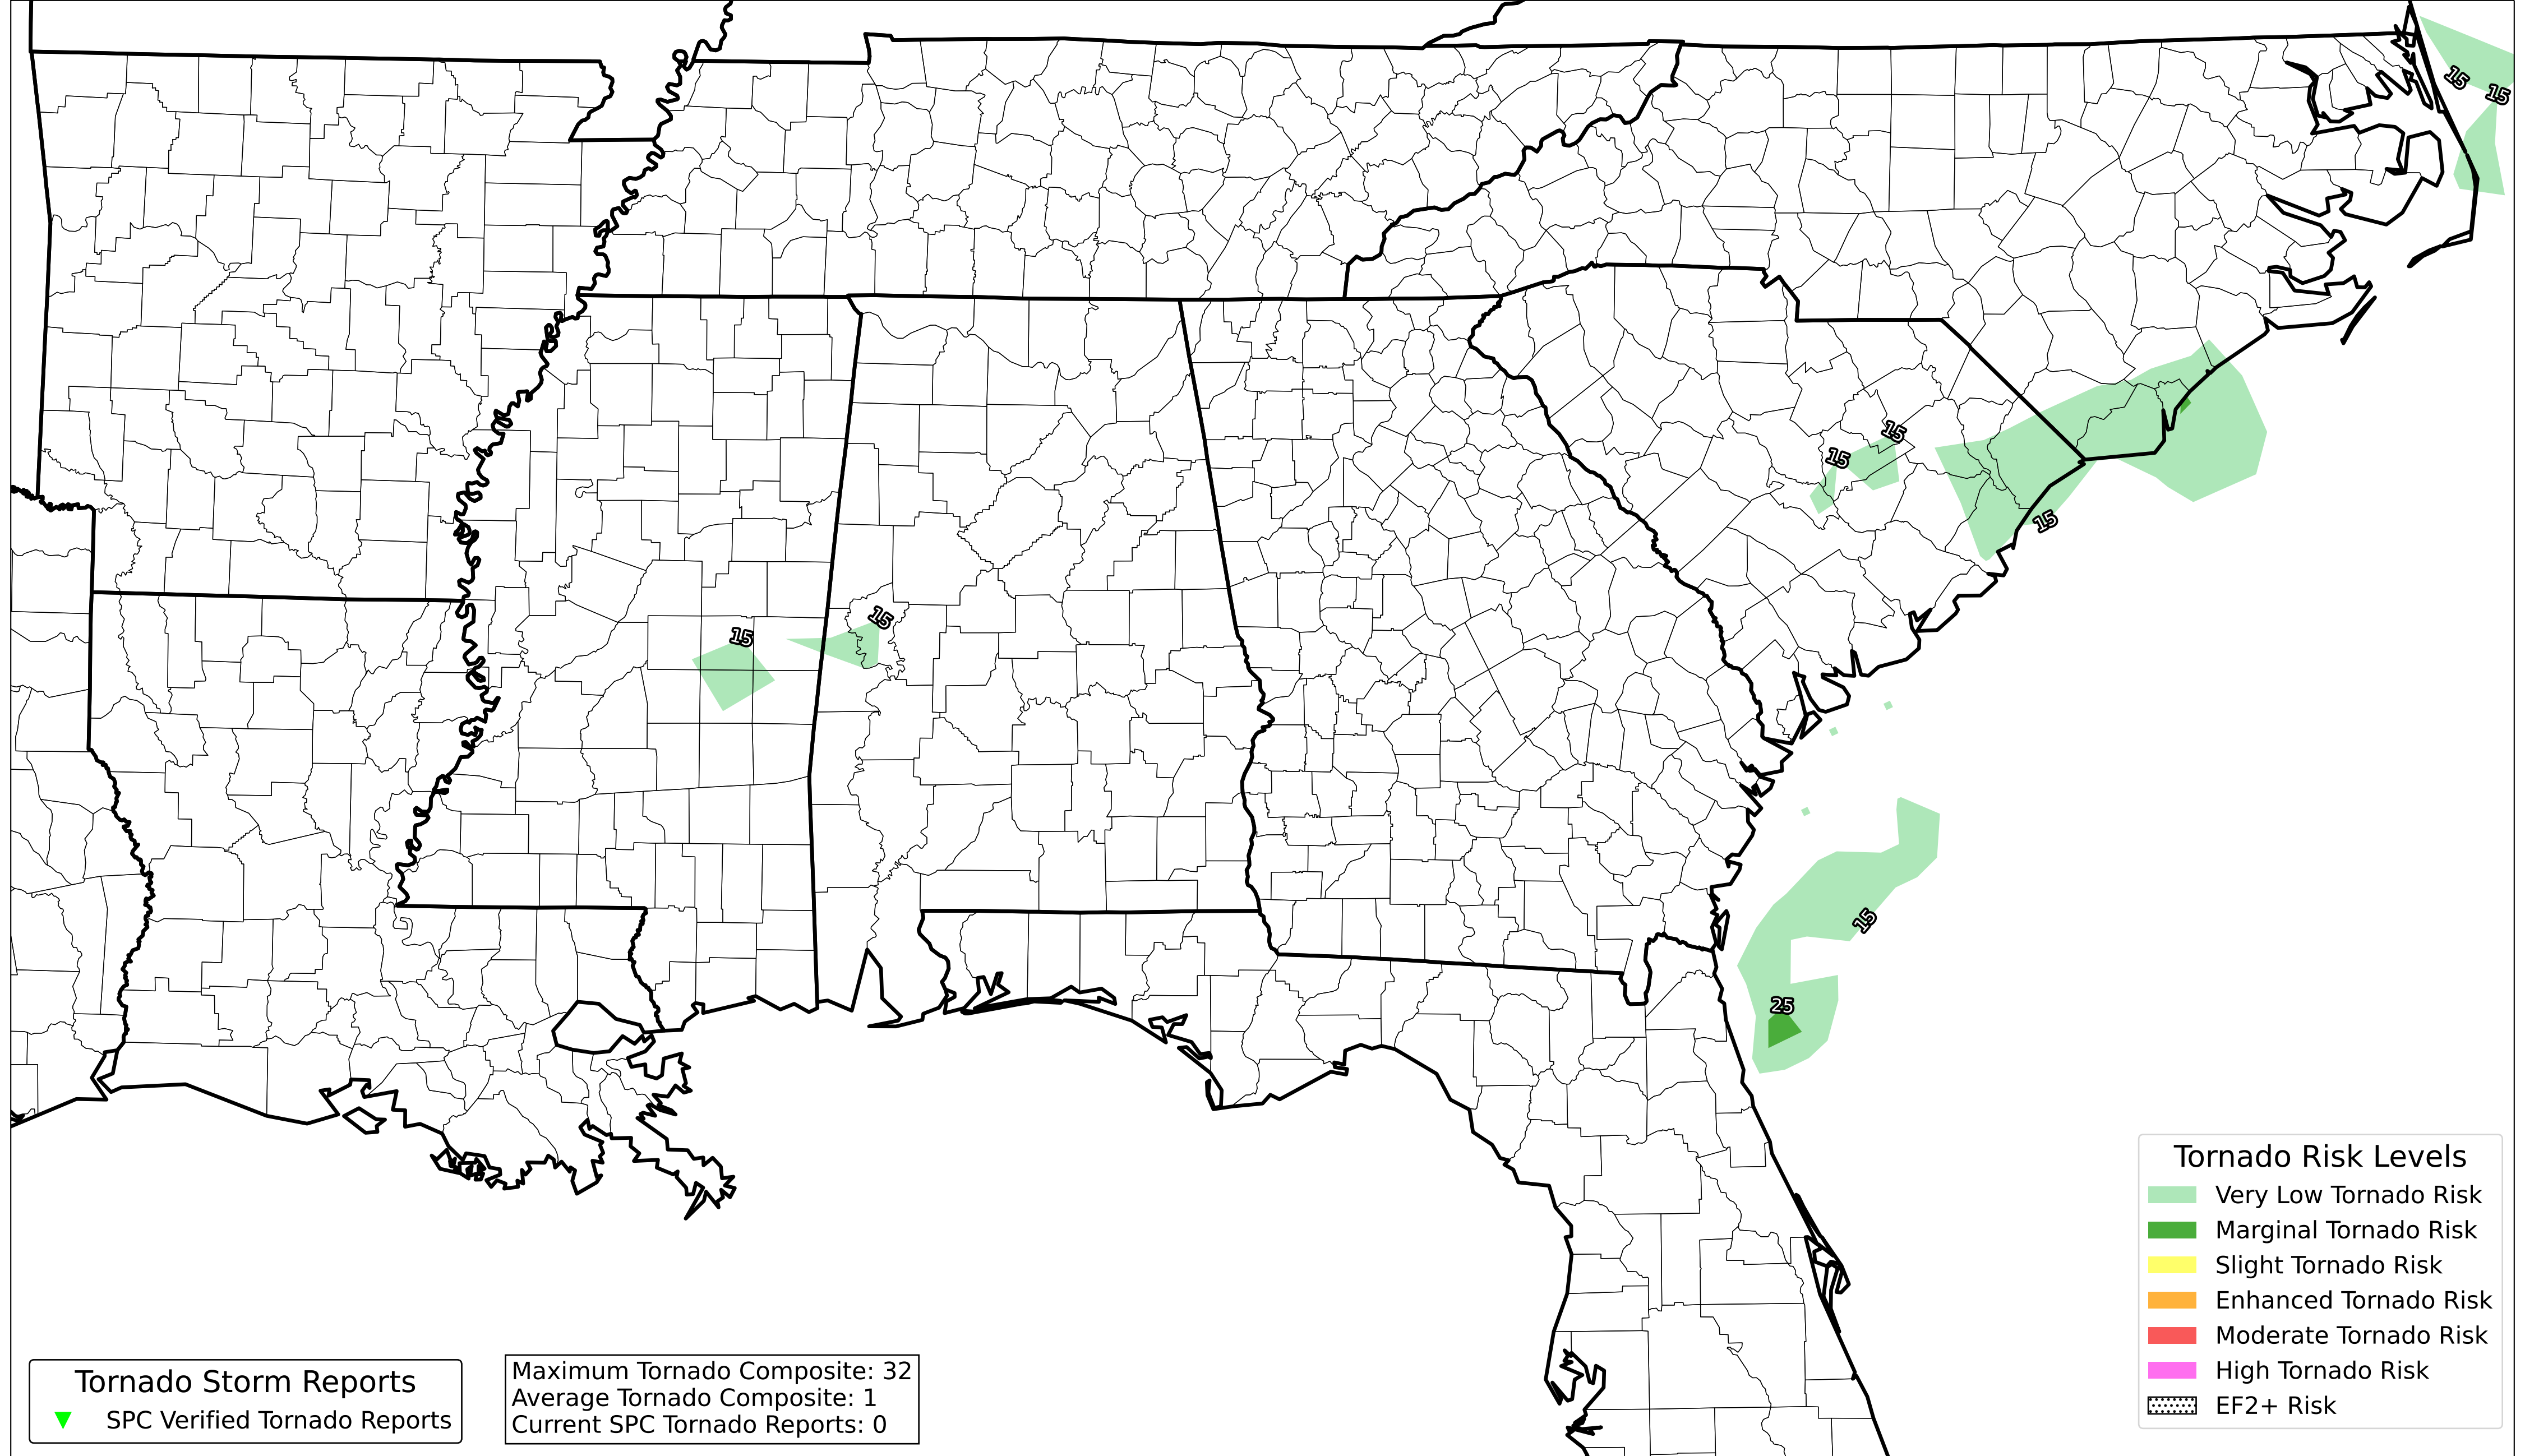 15
15
15
15
15
15
15
15
25
Tornado Risk Levels
Very Low Tornado Risk
Marginal Tornado Risk
Slight Tornado Risk
Enhanced Tornado Risk
Moderate Tornado Risk
High Tornado Risk
EF2+ Risk
Tornado Storm Reports
SPC Verified Tornado Reports
Maximum Tornado Composite: 32
Average Tornado Composite: 1
Current SPC Tornado Reports: 0